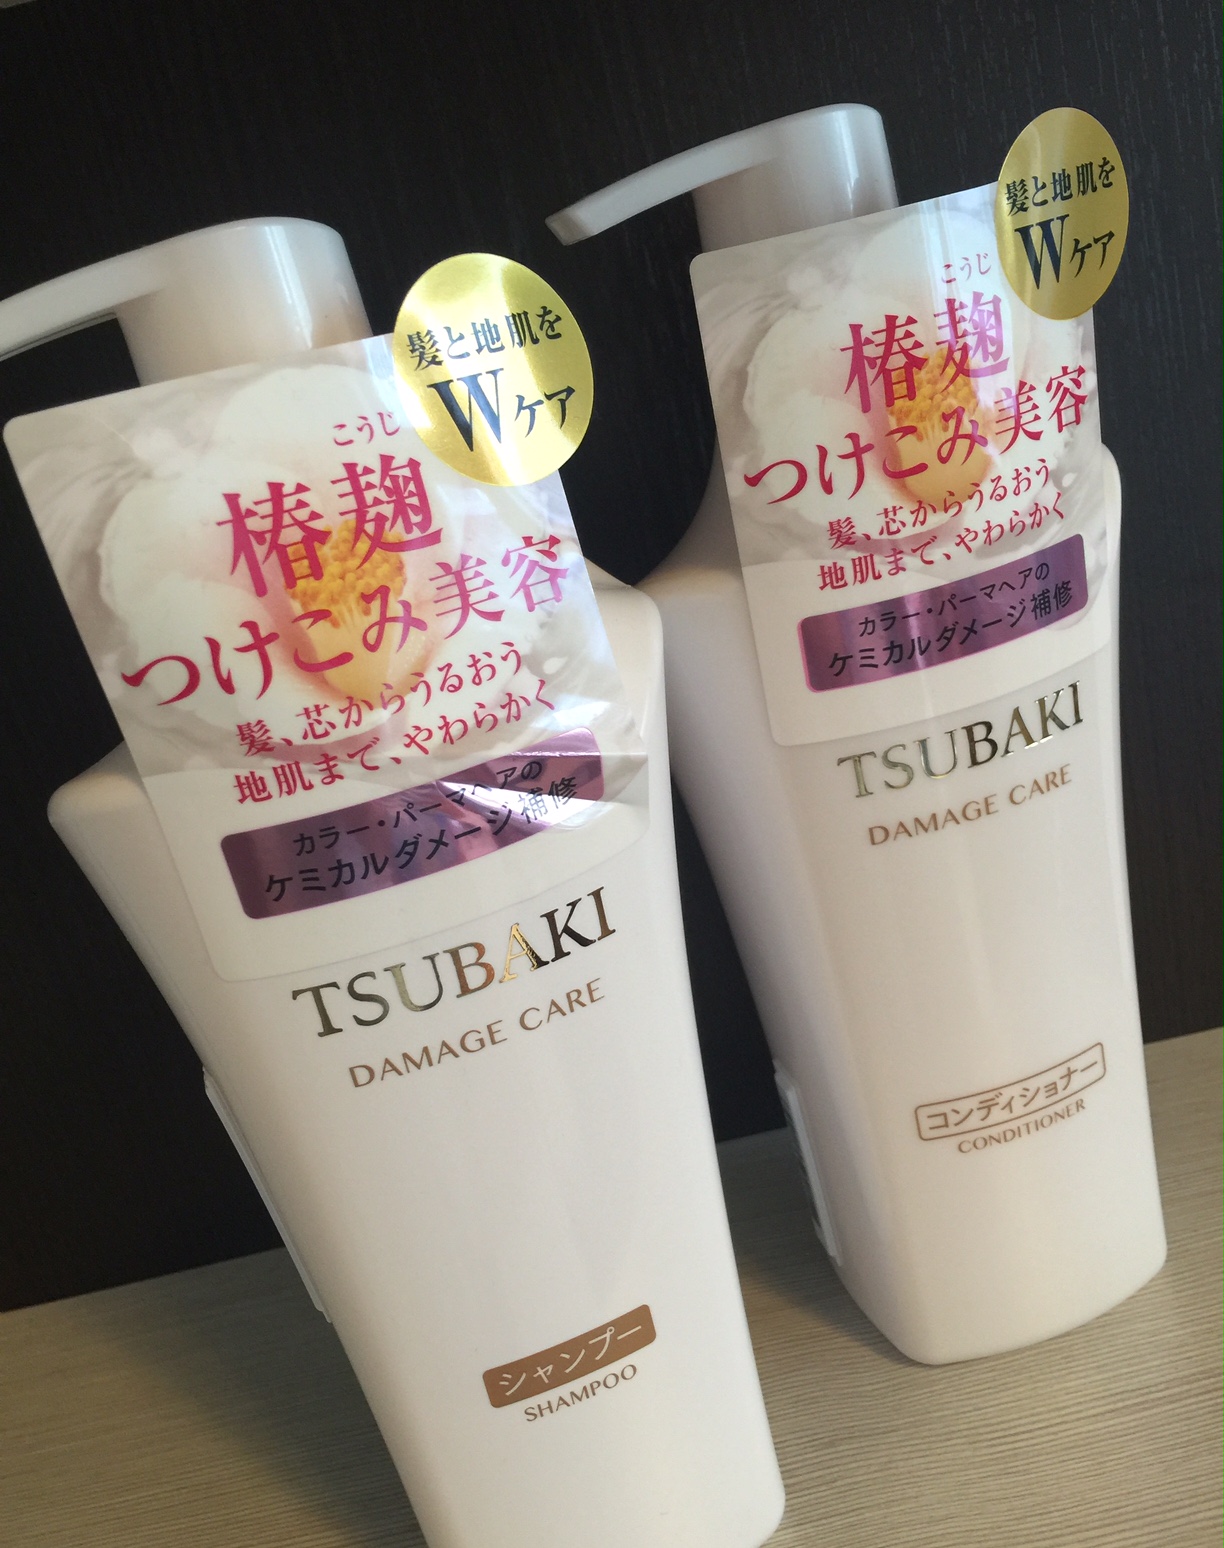 髪と地肌を
Wケア
こうじ
椿麹
つけこみ美容
髪、芯からうるおう
地肌まで、やわらかく
カラー・パーマヘアの
ケミカルダメージ補修
TSUBAKI
DAMAGE CARE
シャンプー
SHAMPOO
髪と地肌を
Wケア
こうじ
椿麹
つけこみ美容
髪、芯からうるおう
地肌まで、やわらかく
カラー・パーマヘアの
ケミカルダメージ補修
TSUBAKI
DAMAGE CARE
コンディショナー
CONDITIONER